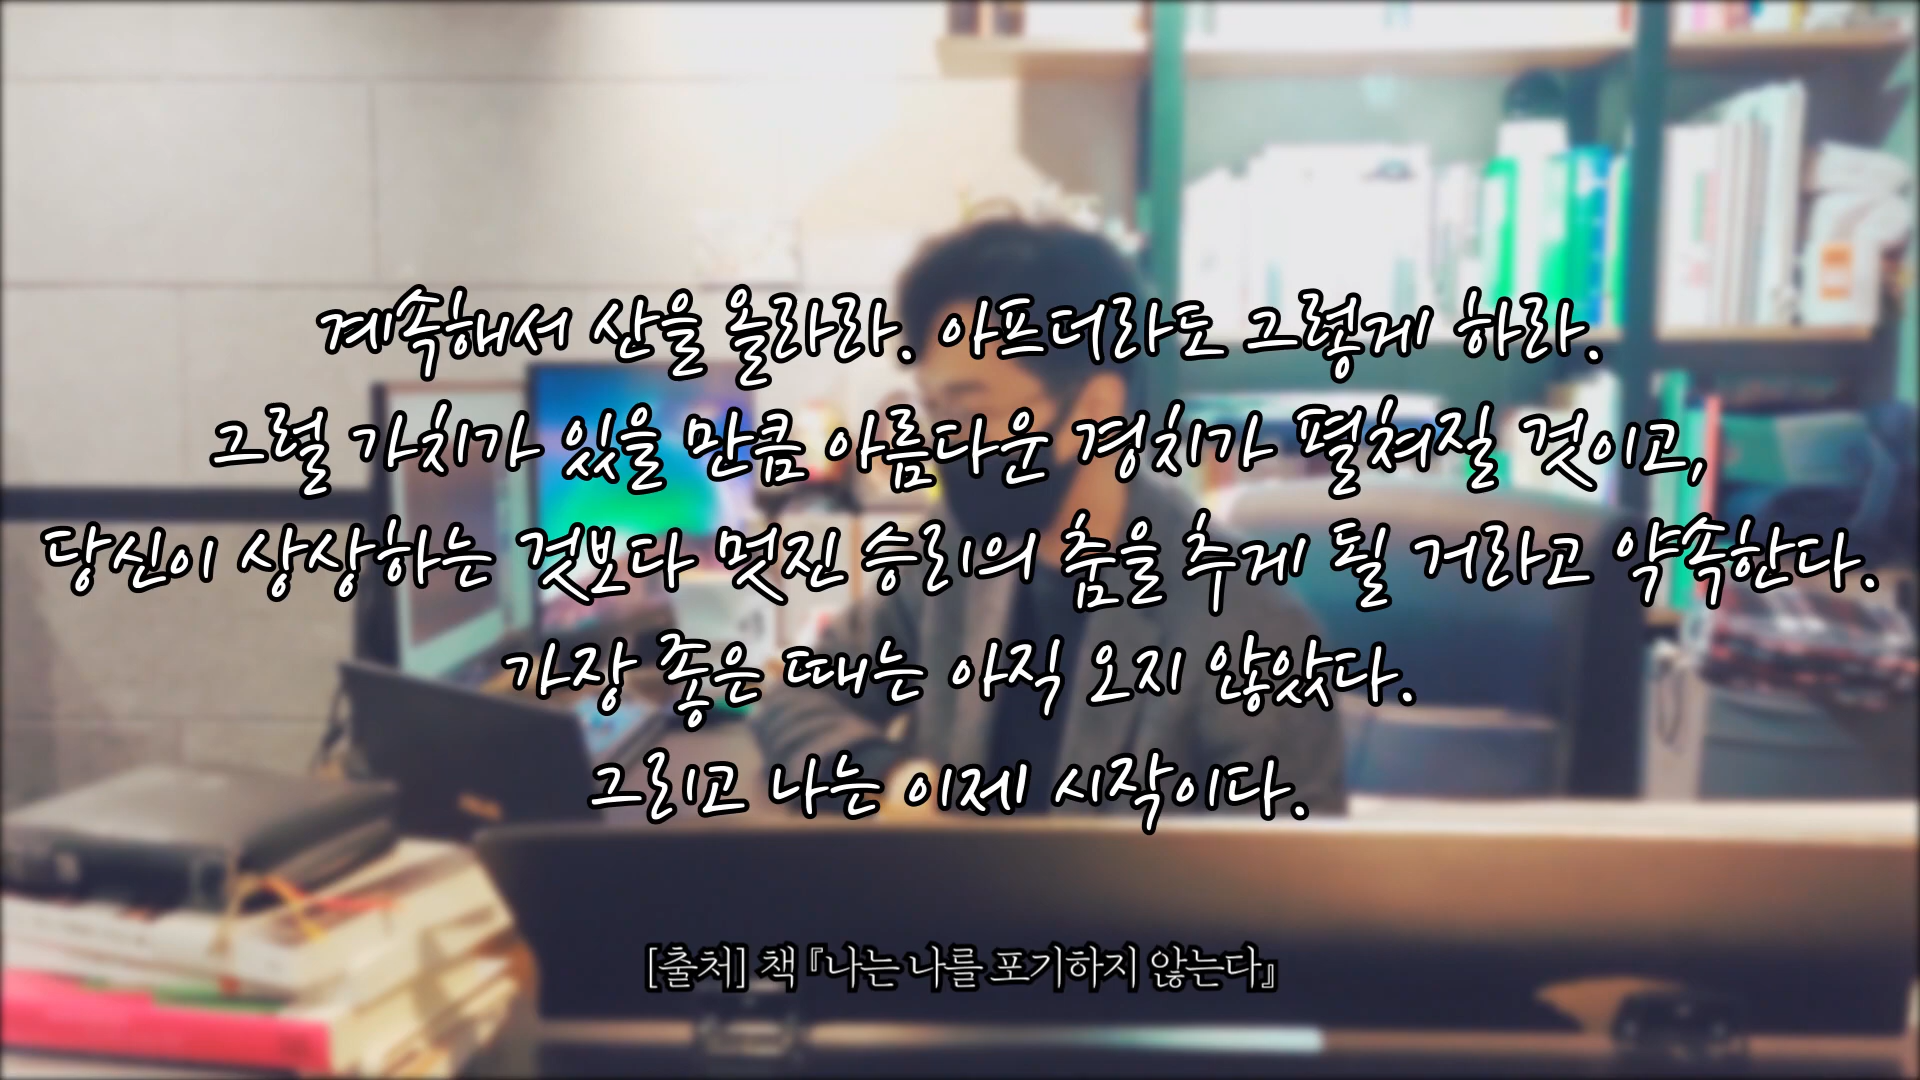 계속해서 산을 올라라. 아프더라도 그렇게 하라.
그럴 가치가 있을 만큼 아름다운 경치가 펼쳐질 것이고,
당신이 상상하는 것보다 멋진 승리의 춤을 추게 될 거라고 약속한다.
가장 좋은 때는 아직 오지 않았다.
그리고 나는 이제 시작이다.
[출처] 책 『나는 나를 포기하지 않는다』